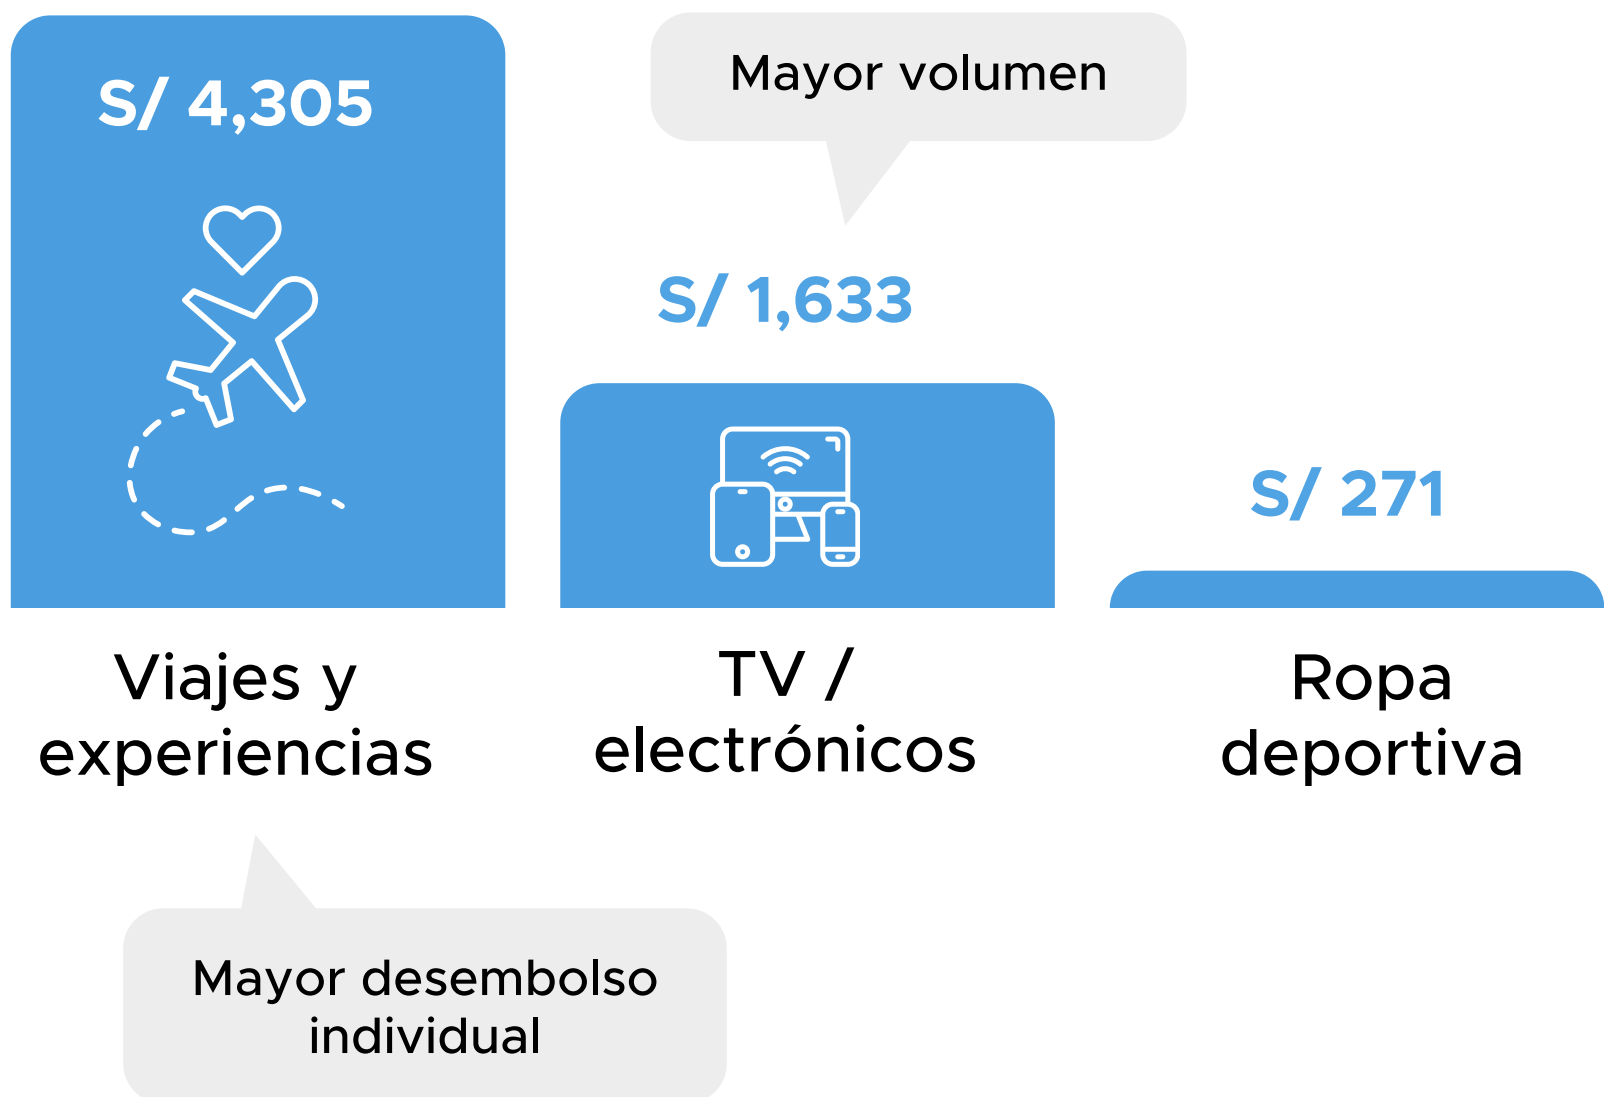 S/ 4,305
Mayor volumen
S/ 1,633
S/ 271
Viajes y
experiencias
TV /
electrónicos
Ropa
deportiva
Mayor desembolso
individual